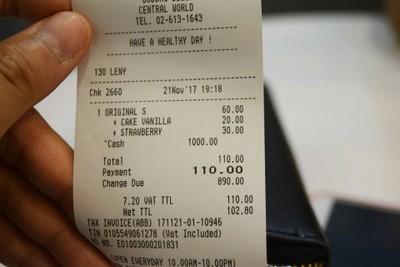 CENTRAL WORLD
TEL. 02-613-1643
HAVE A HEALTHY DAY !
130 LENY
Chk 2660 21Nov'17 19:18
1 ORIGINAL S 60.00
+ CAKE VANILLA 20.00
+ STRAWBERRY 30.00
^Cash 1000.00
Total 110.00
Payment 110.00
Change Due 890.00
7.20 VAT TTL 110.00
Net TTL 102.80
TAX INVOICE(ABB) 171121-01-10946
TIN 0105549061278 (Vat Included)
NO. E01003000201831
OPEN EVERYDAY 10.00AM-10.00PM)